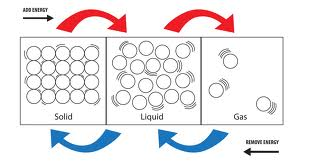 ADD ENERGY
Solid
Liquid
Gas
REMOVE ENERGY